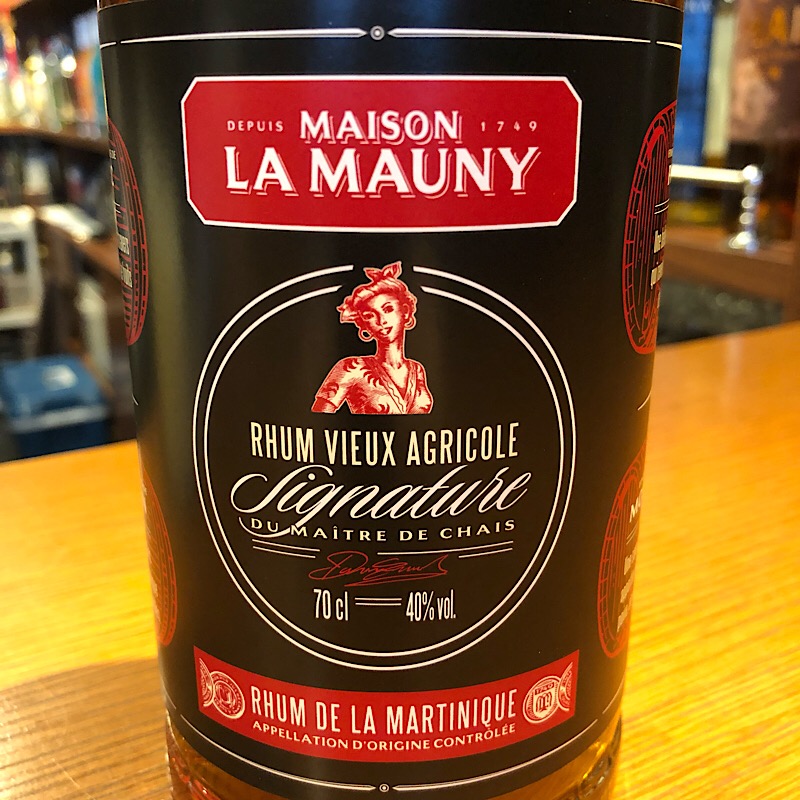 DEPUIS MAISON 1749
LA MAUNY
RHUM VIEUX AGRICOLE
Signature
DU MAÎTRE DE CHAIS
70 cl 40% vol.
RHUM DE LA MARTINIQUE
APPELLATION D'ORIGINE CONTRÔLÉE